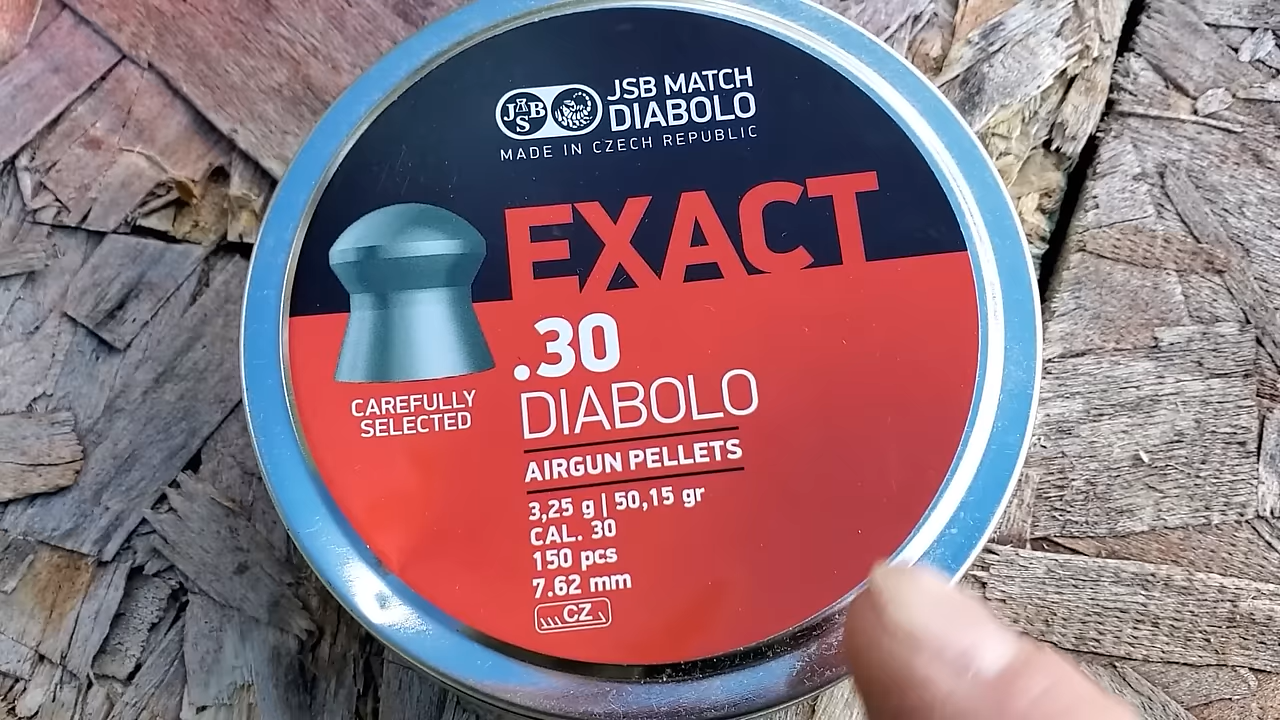 JSB
JSB MATCH
DIABOLO
MADE IN CZECH REPUBLIC
EXACT
.30
DIABOLO
CAREFULLY
SELECTED
AIRGUN PELLETS
3,25 g | 50,15 gr
CAL. 30
150 pcs
7.62 mm
CZ